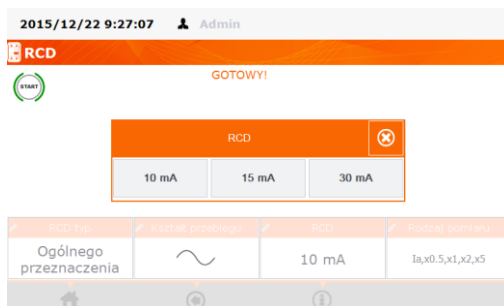 2015/12/22 9:27:07 Admin
RCD
START
GOTOWY!
RCD
10 mA 15 mA 30 mA
RCD typ Kształt przebiegu RCD Rodzaj pomiaru
Ogólnego
przeznaczenia
10 mA
Ia,x0.5,x1,x2,x5